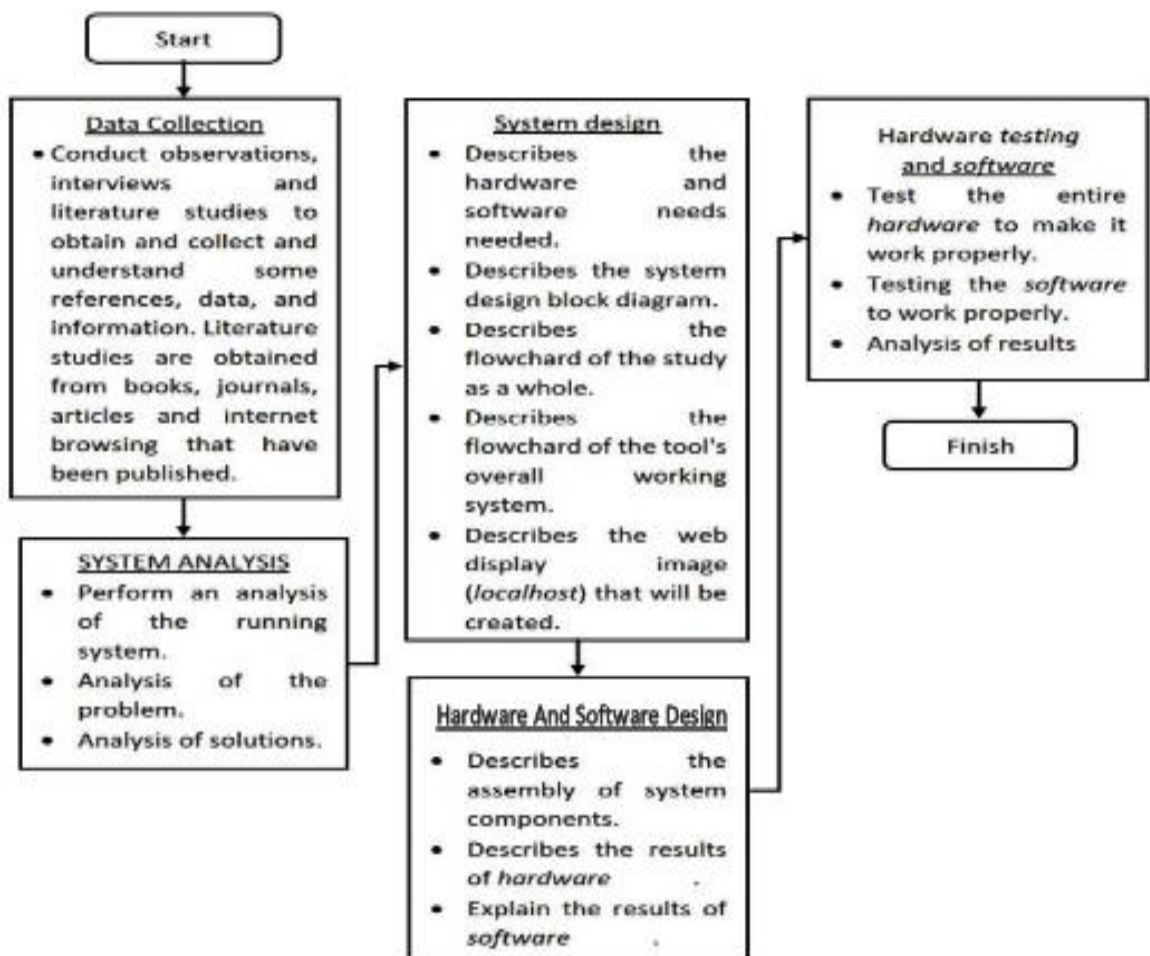 Start
Data Collection
• Conduct observations,
interviews and
literature studies to
obtain and collect and
understand some
references, data, and
information. Literature
studies are obtained
from books, journals,
articles and internet
browsing that have
been published.
SYSTEM ANALYSIS
• Perform an analysis
of the running
system.
• Analysis of the
problem.
• Analysis of solutions.
System design
• Describes the
hardware and
software needs
needed.
• Describes the system
design block diagram.
• Describes the
flowchard of the study
as a whole.
• Describes the
flowchard of the tool's
overall working
system.
• Describes the web
display image
(localhost) that will be
created.
Hardware And Software Design
• Describes the
assembly of system
components.
• Describes the results
of hardware .
• Explain the results of
software .
Hardware testing
and software
• Test the entire
hardware to make it
work properly.
• Testing the software
to work properly.
• Analysis of results
Finish